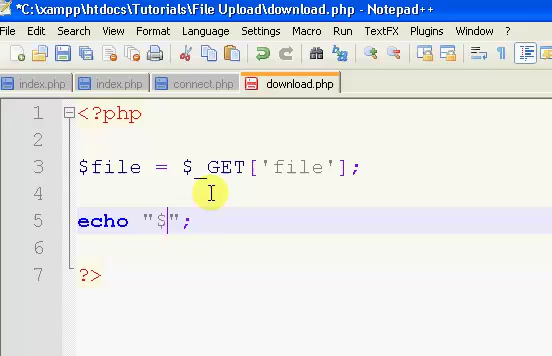 *C:\xampp\htdocs\Tutorials\File Upload\download.php - Notepad++
File Edit Search View Encoding Language Settings Macro Run TextFX Plugins Window ?
index.php index.php connect.php download.php
1 <?php
2
3 $file = $_GET['file'];
4
5 echo "$";
6
7 ?>